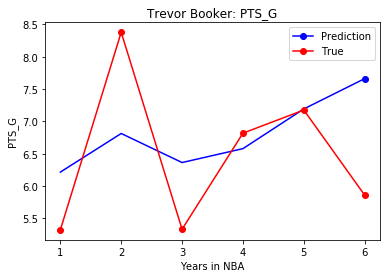 Trevor Booker: PTS_G
Prediction
True
8.5
8.0
7.5
7.0
6.5
6.0
5.5
PTS_G
1 2 3 4 5 6
Years in NBA